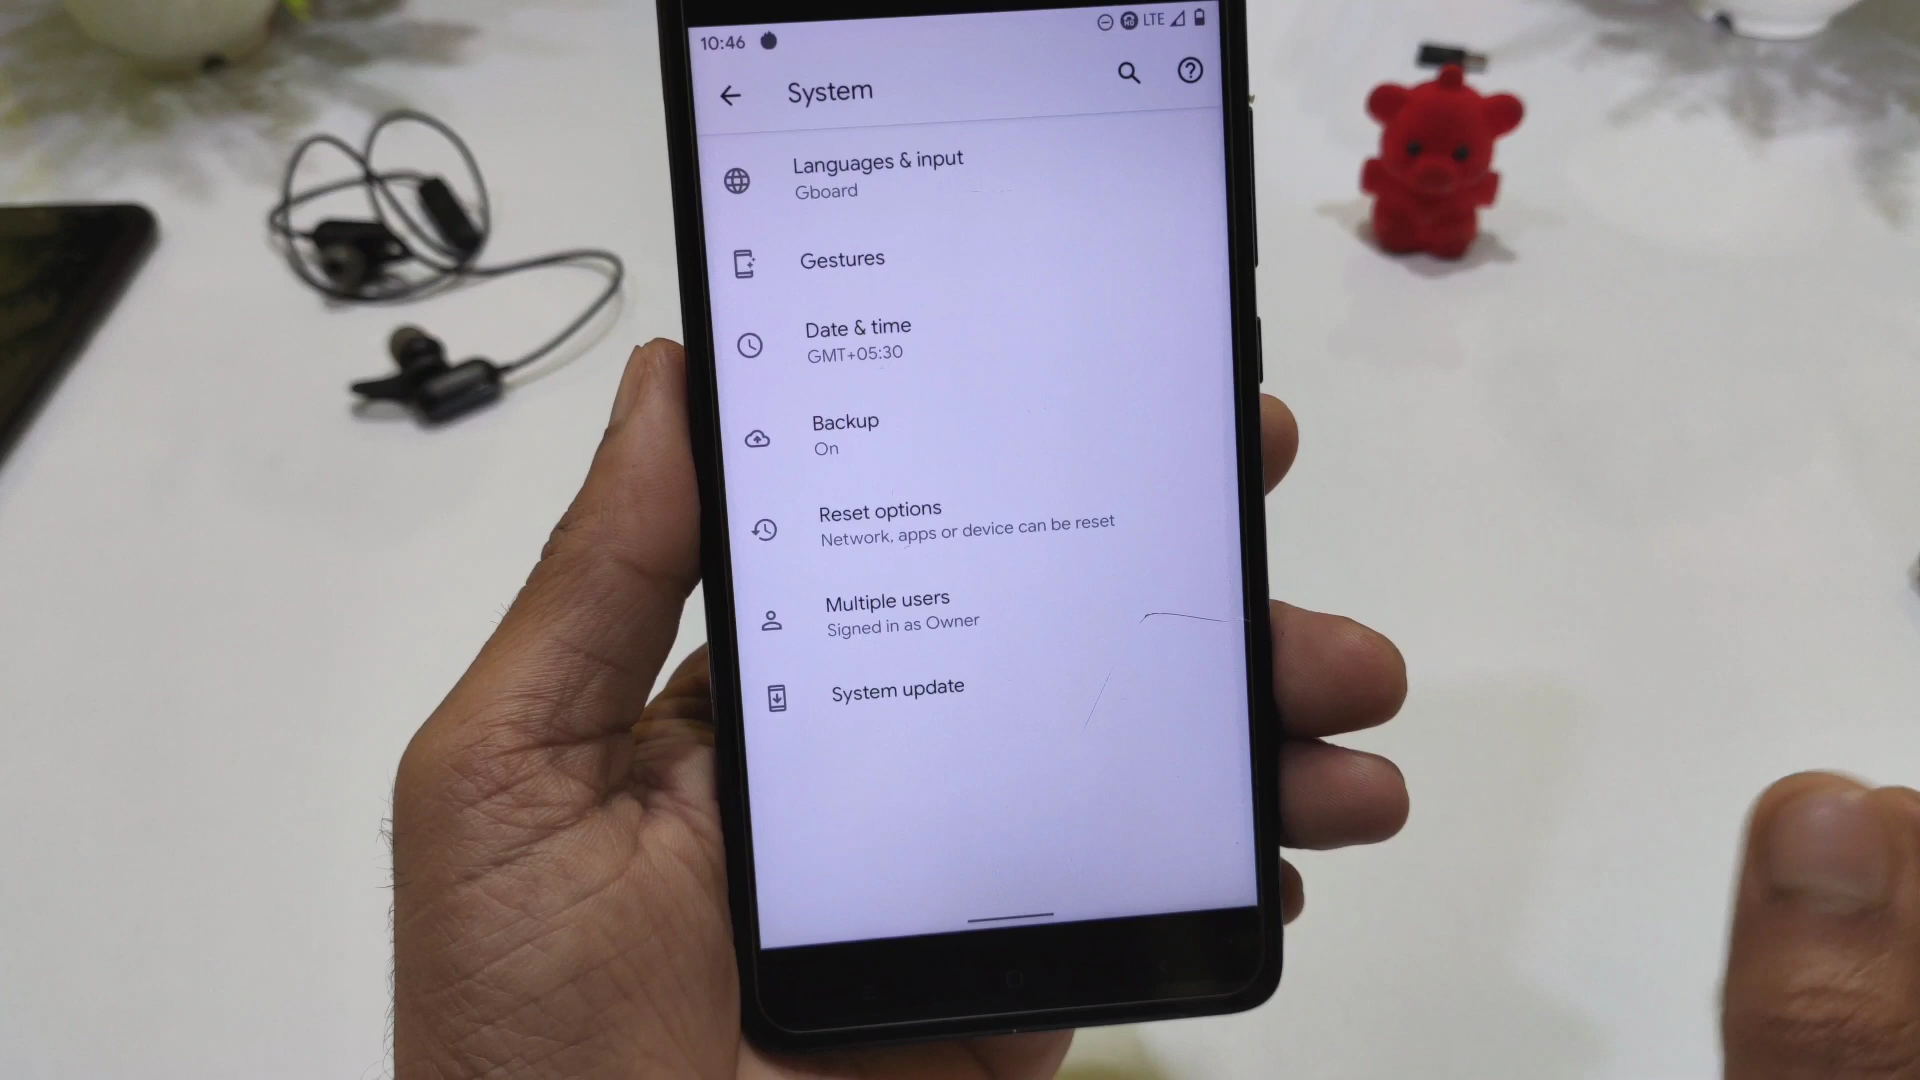 10:46 LTE
System
Languages & input
Gboard
Gestures
Date & time
GMT+05:30
Backup
On
Reset options
Network, apps or device can be reset
Multiple users
Signed in as Owner
System update